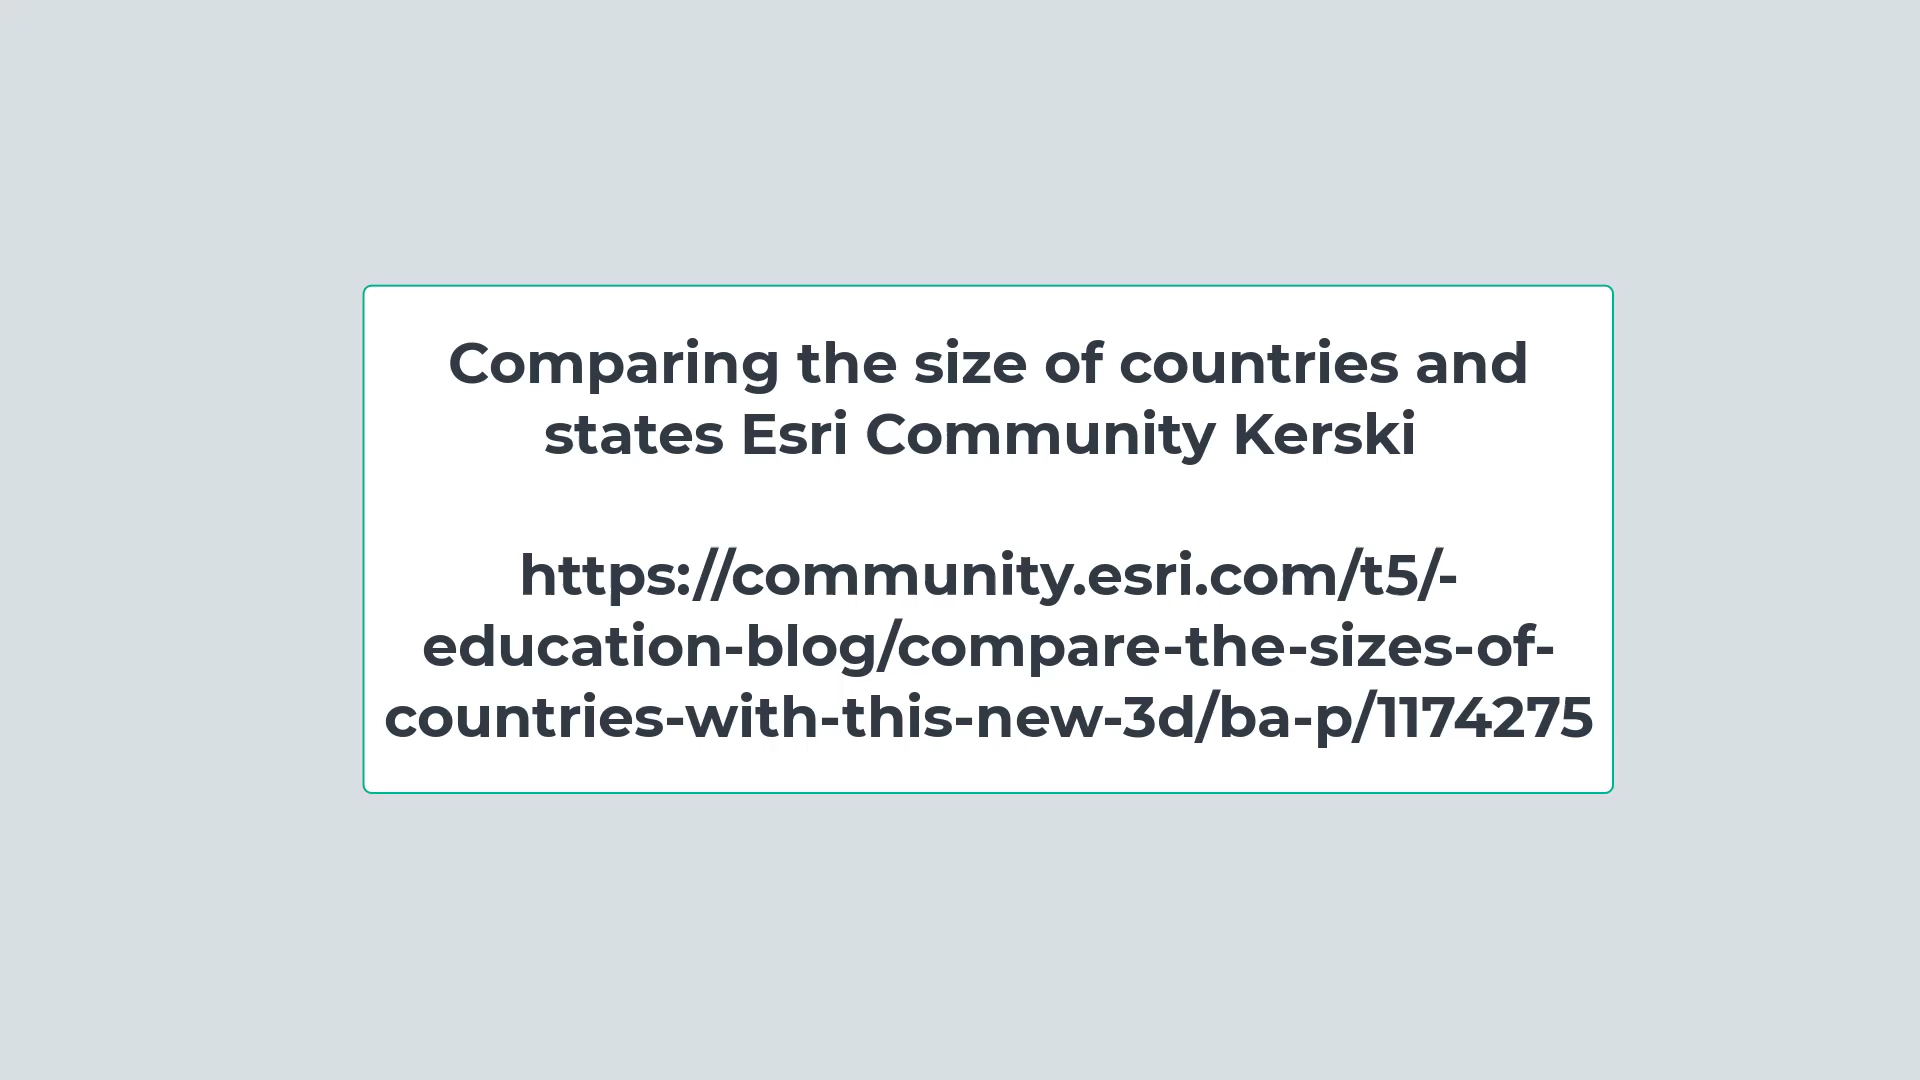 Comparing the size of countries and
states Esri Community Kerski
https://community.esri.com/t5/-
education-blog/compare-the-sizes-of-
countries-with-this-new-3d/ba-p/1174275